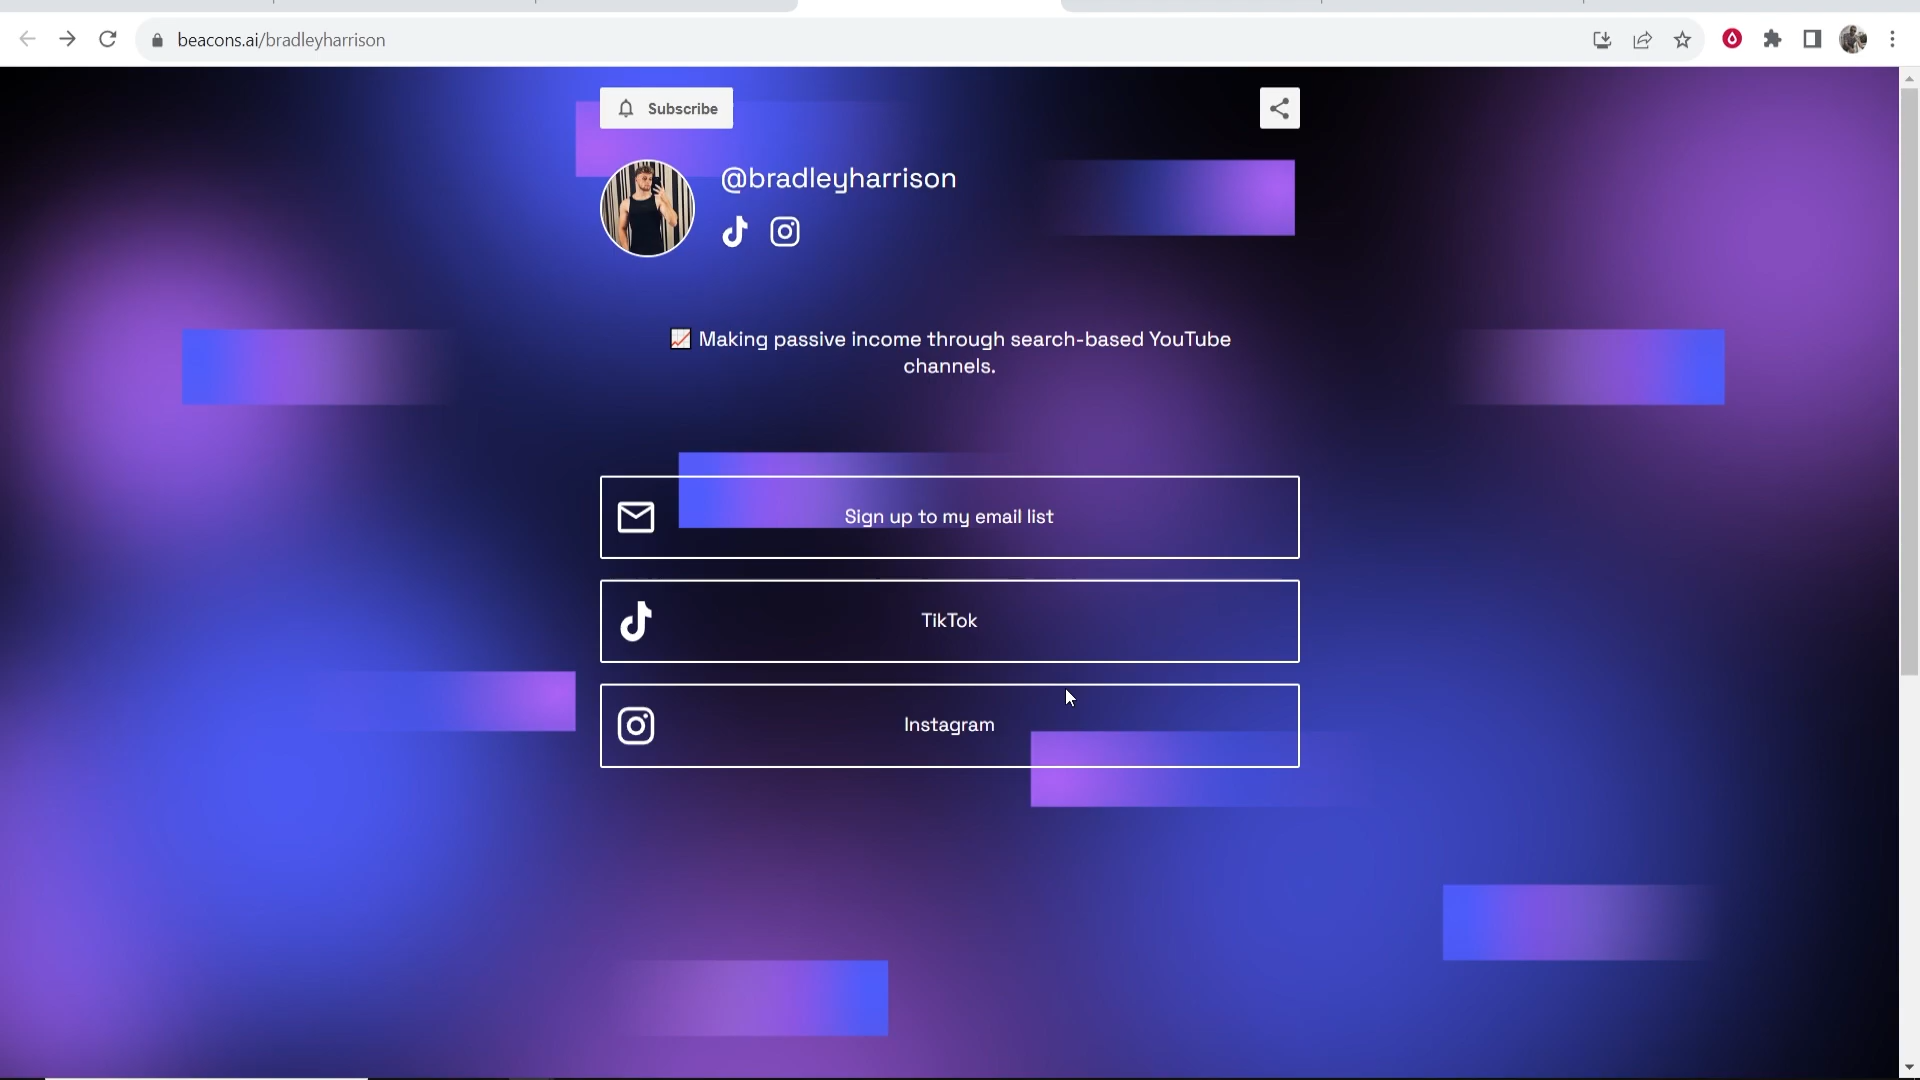 beacons.ai/bradleyharrison
Subscribe
@bradleyharrison
📈 Making passive income through search-based YouTube
channels.
Sign up to my email list
TikTok
Instagram